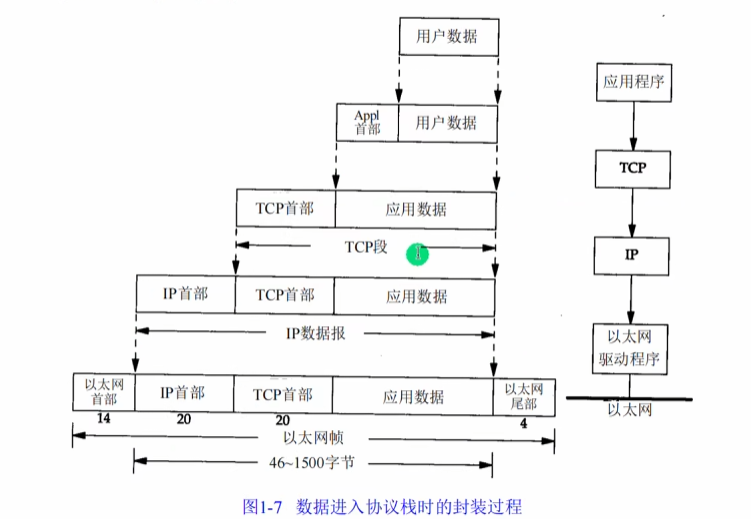 用户数据
应用程序
Appl
首部
用户数据
TCP
TCP首部
应用数据
TCP段
IP
IP首部
TCP首部
应用数据
IP数据报
以太网
驱动程序
以太网
首部
IP首部
TCP首部
应用数据
以太网
尾部
14
20
20
4
以太网
以太网帧
46~1500字节
图1-7 数据进入协议栈时的封装过程